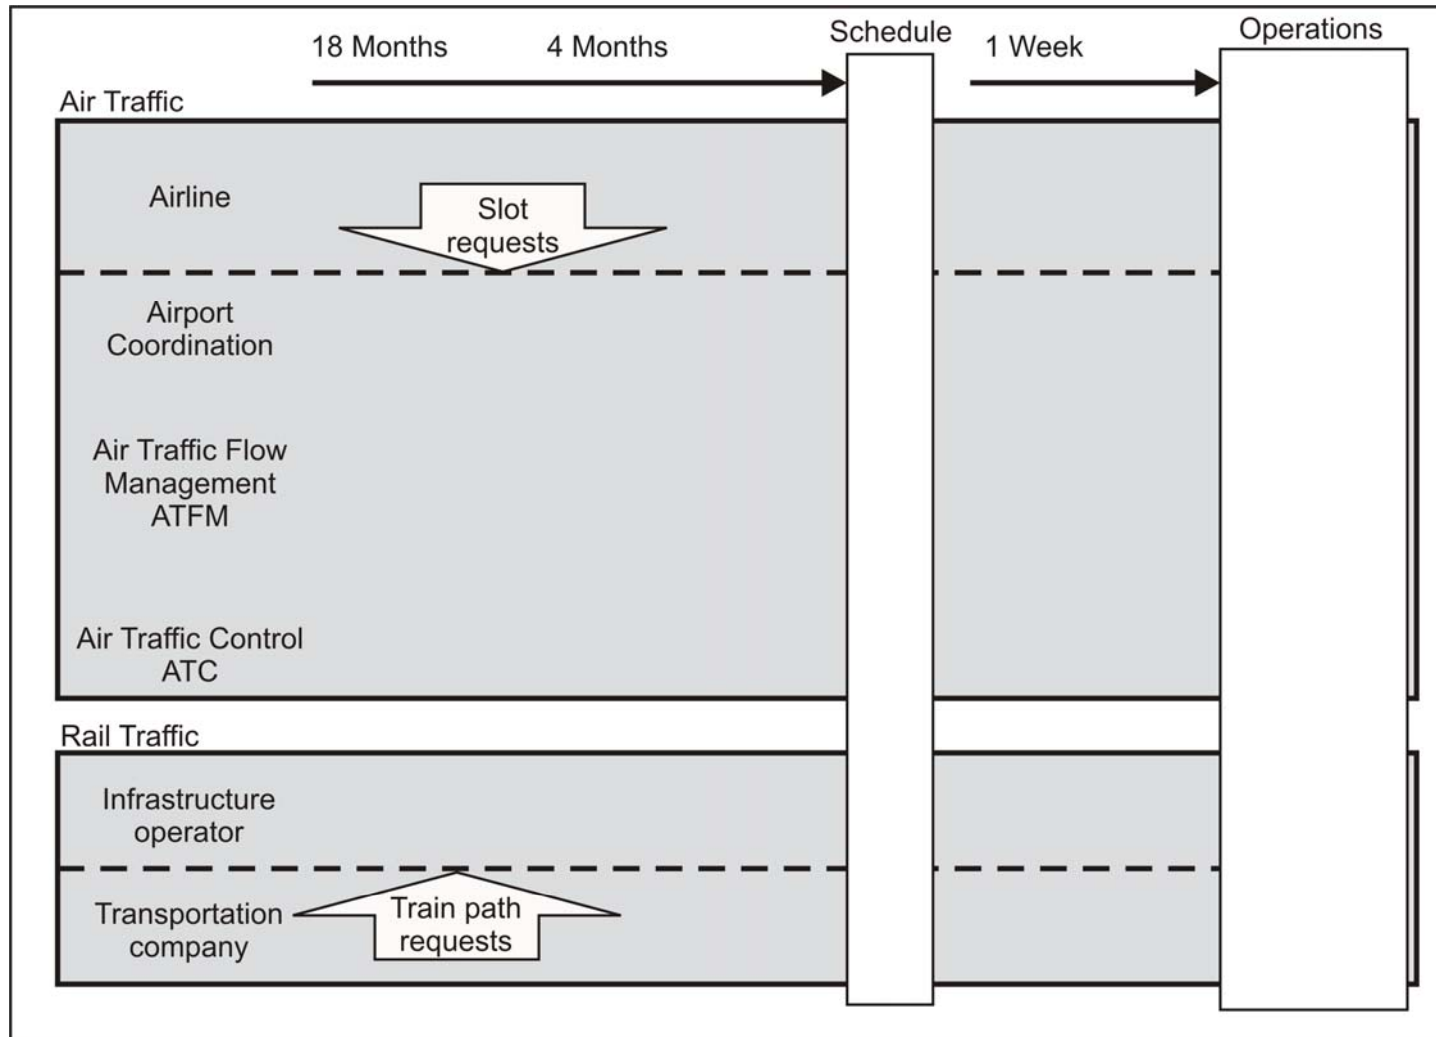 18 Months
4 Months
Schedule
1 Week
Operations
Air Traffic
Airline
Slot
requests
Airport
Coordination
Air Traffic Flow
Management
ATFM
Air Traffic Control
ATC
Rail Traffic
Infrastructure
operator
Transportation
company
Train path
requests